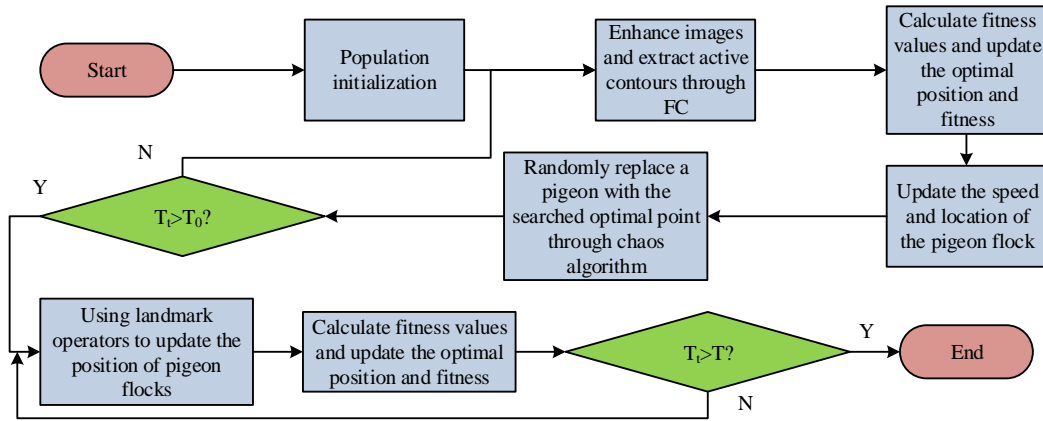 Start
Population
initialization
Enhance images
and extract active
contours through
FC
Calculate fitness
values and update
the optimal
position and
fitness
Update the speed
and location of
the pigeon flock
Randomly replace a
pigeon with the
searched optimal point
through chaos
algorithm
N
Y
Tₜ>T₀?
Using landmark
operators to update the
position of pigeon
flocks
Calculate fitness values
and update the optimal
position and fitness
Tₜ>T?
Y
N
End